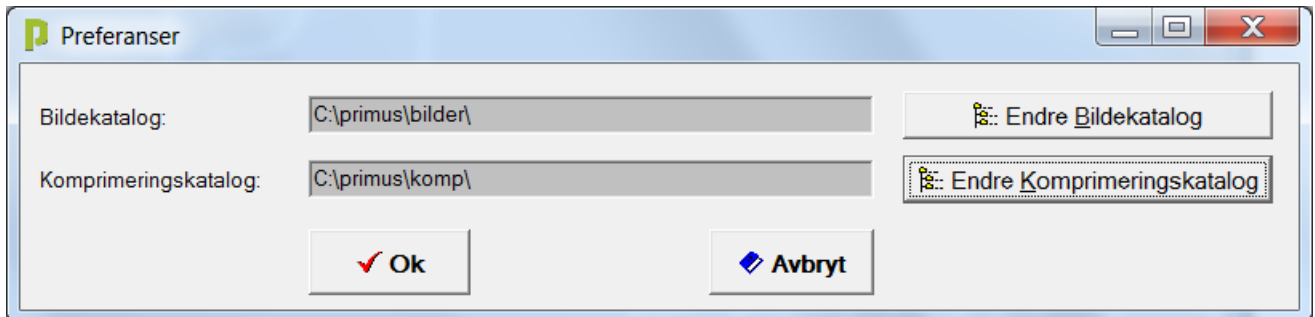 Preferanser
Bildekatalog: C:\primus\bilder\ Endre Bildekatalog
Komprimeringskatalog: C:\primus\komp\ Endre Komprimeringskatalog
Ok Avbryt